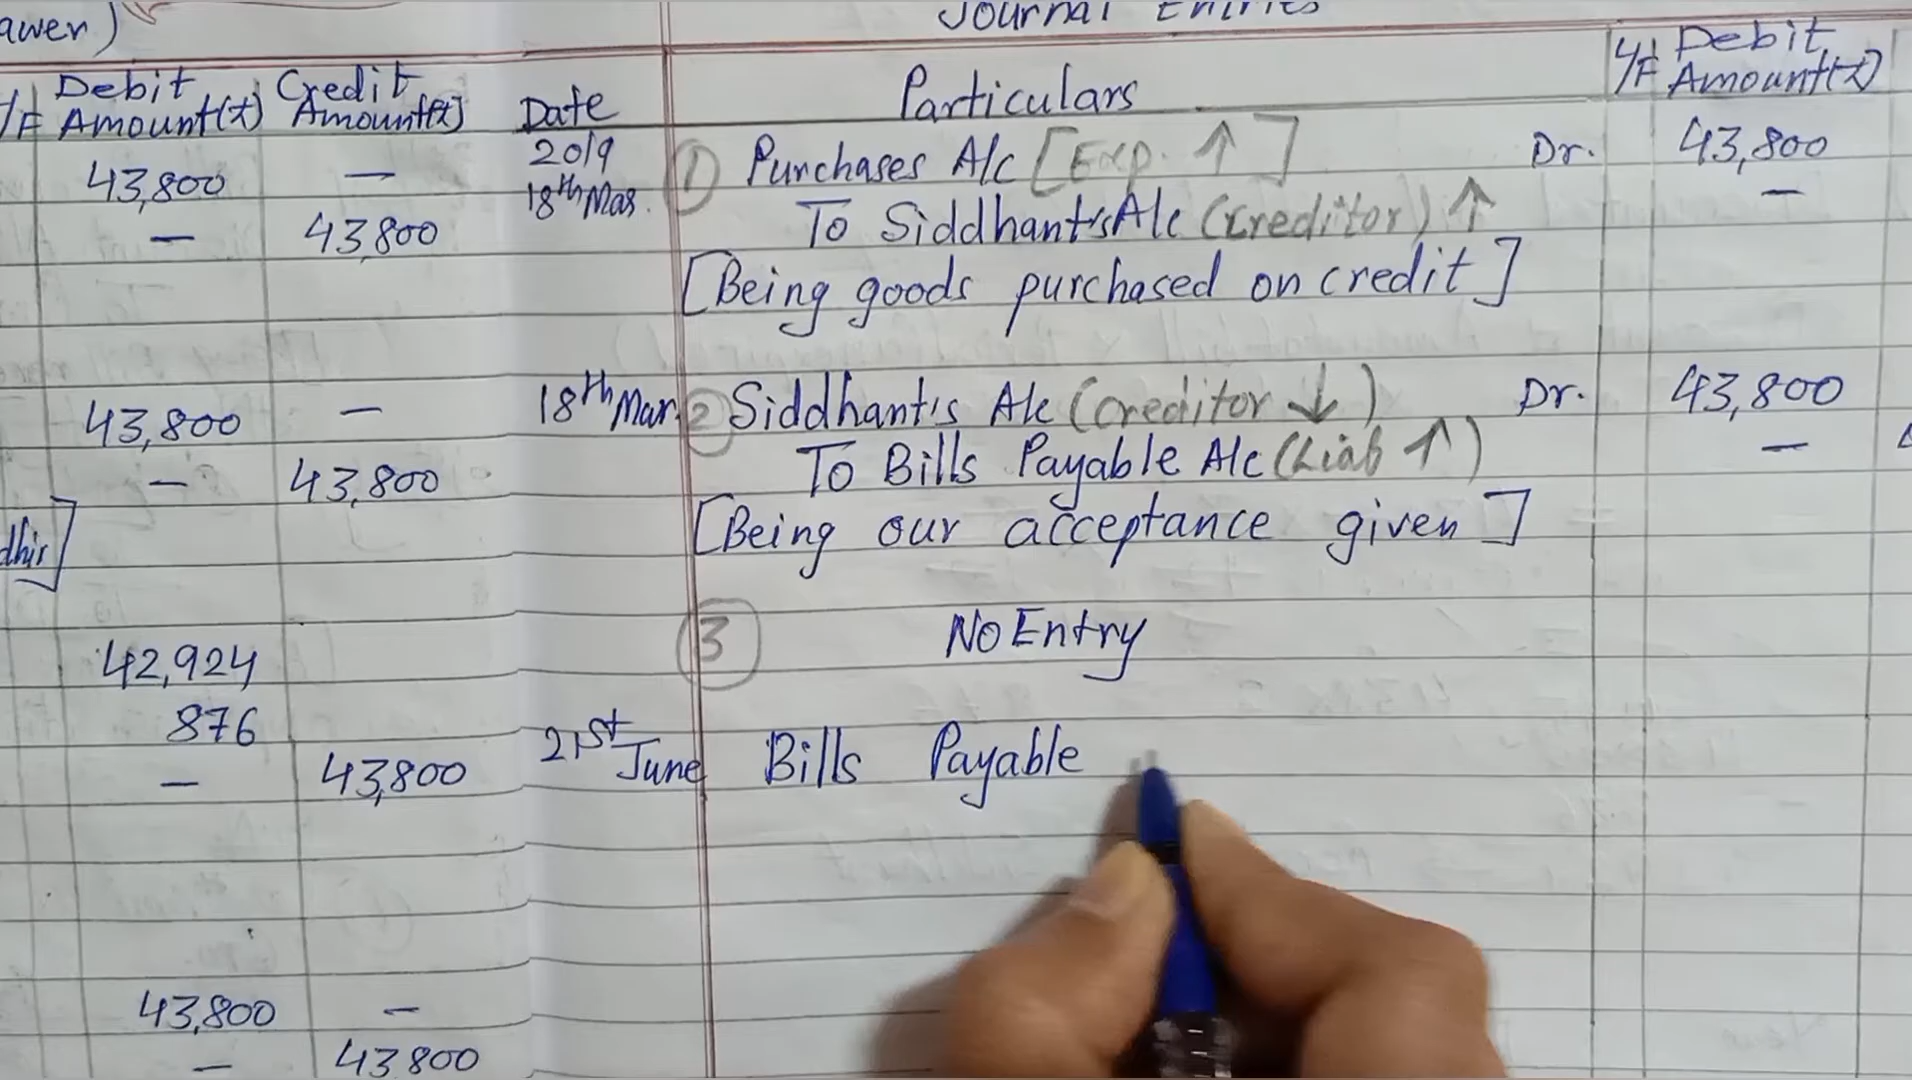 awer)
Journal Entries
L/F Debit Amount(₹) Credit Amount(₹)
43,800 —
— 43,800
43,800 —
— 43,800
dhir]
42,924
876
— 43,800
43,800 —
— 43,800
Date Particulars L/F Debit Amount(₹)
2019
18th Mar. ① Purchases A/c [Exp. ↑] Dr. 43,800
To Siddhant's A/c (Creditor) ↑ —
[Being goods purchased on credit]
18th Mar. ② Siddhant's A/c (Creditor ↓) Dr. 43,800
To Bills Payable A/c (Liab ↑) —
[Being our acceptance given]
③ No Entry
21st June Bills Payable